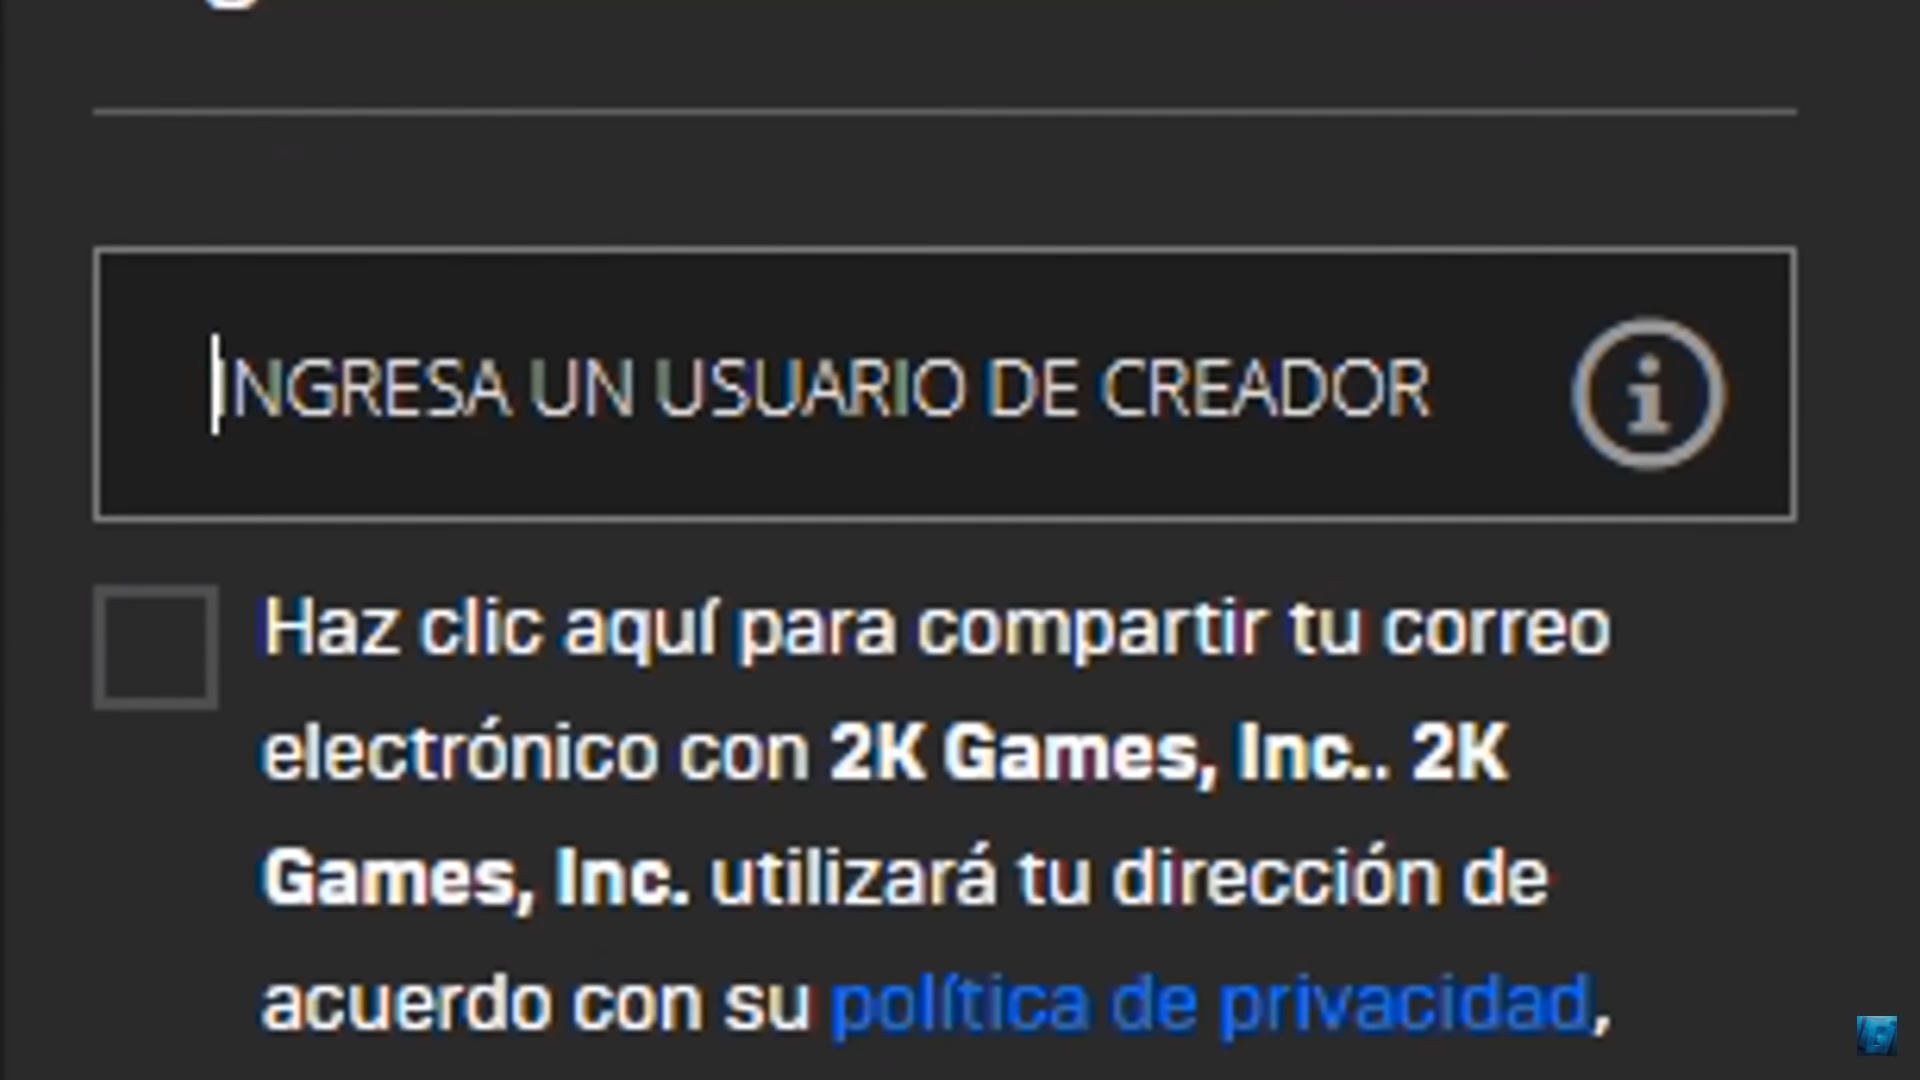 INGRESA UN USUARIO DE CREADOR
Haz clic aquí para compartir tu correo
electrónico con 2K Games, Inc.. 2K
Games, Inc. utilizará tu dirección de
acuerdo con su política de privacidad,